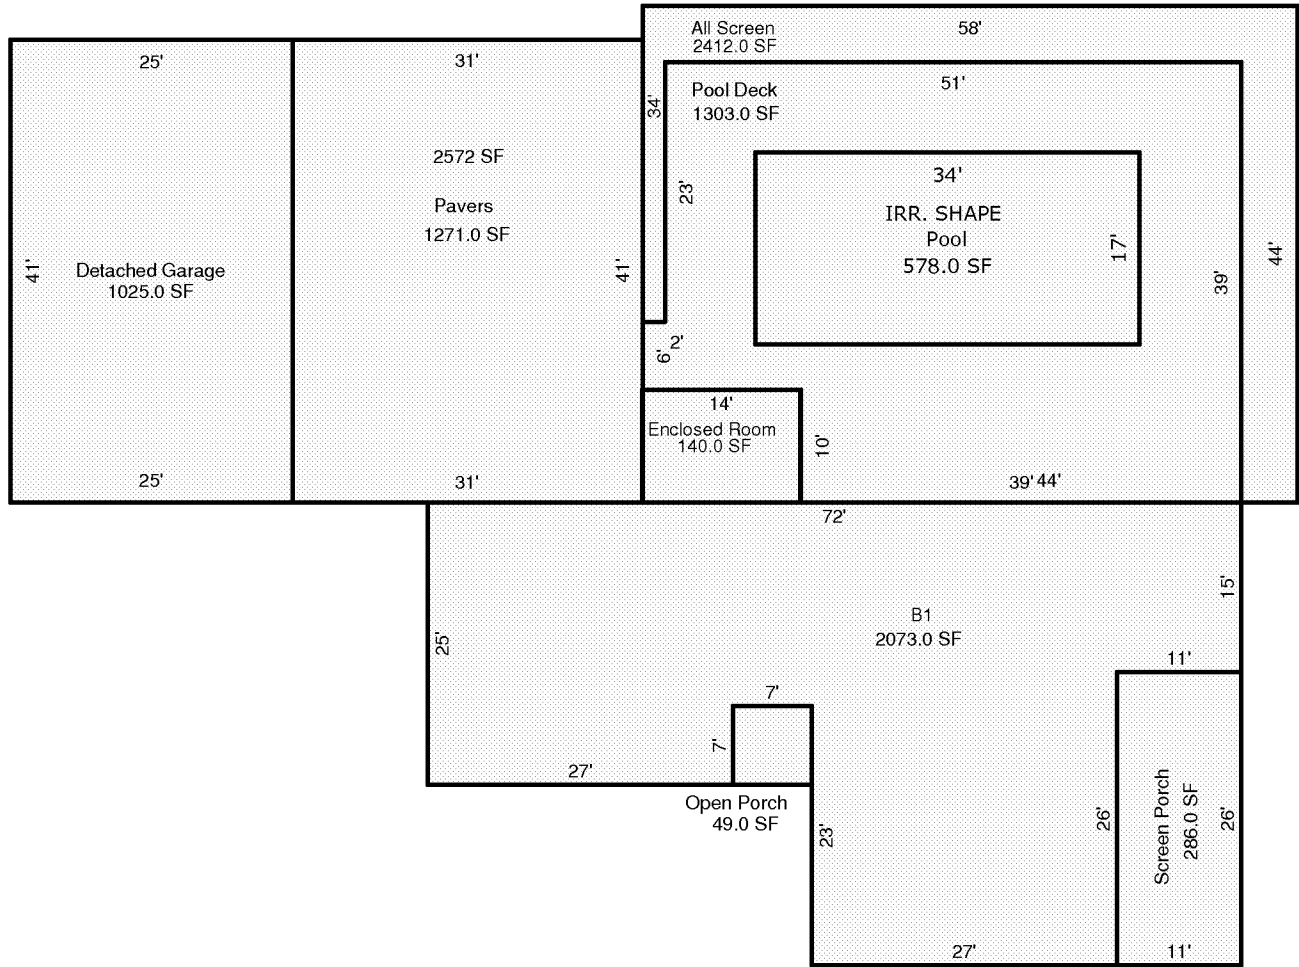 All Screen
2412.0 SF
58'
25'
31'
Pool Deck
1303.0 SF
51'
34'
2572 SF
34'
23'
Pavers
1271.0 SF
IRR. SHAPE
Pool
578.0 SF
17'
44'
41'
Detached Garage
1025.0 SF
41'
39'
6'
2'
14'
Enclosed Room
140.0 SF
10'
25'
31'
39'
44'
72'
15'
B1
2073.0 SF
25'
11'
7'
7'
27'
Open Porch
49.0 SF
23'
26'
Screen Porch
286.0 SF
26'
27'
11'